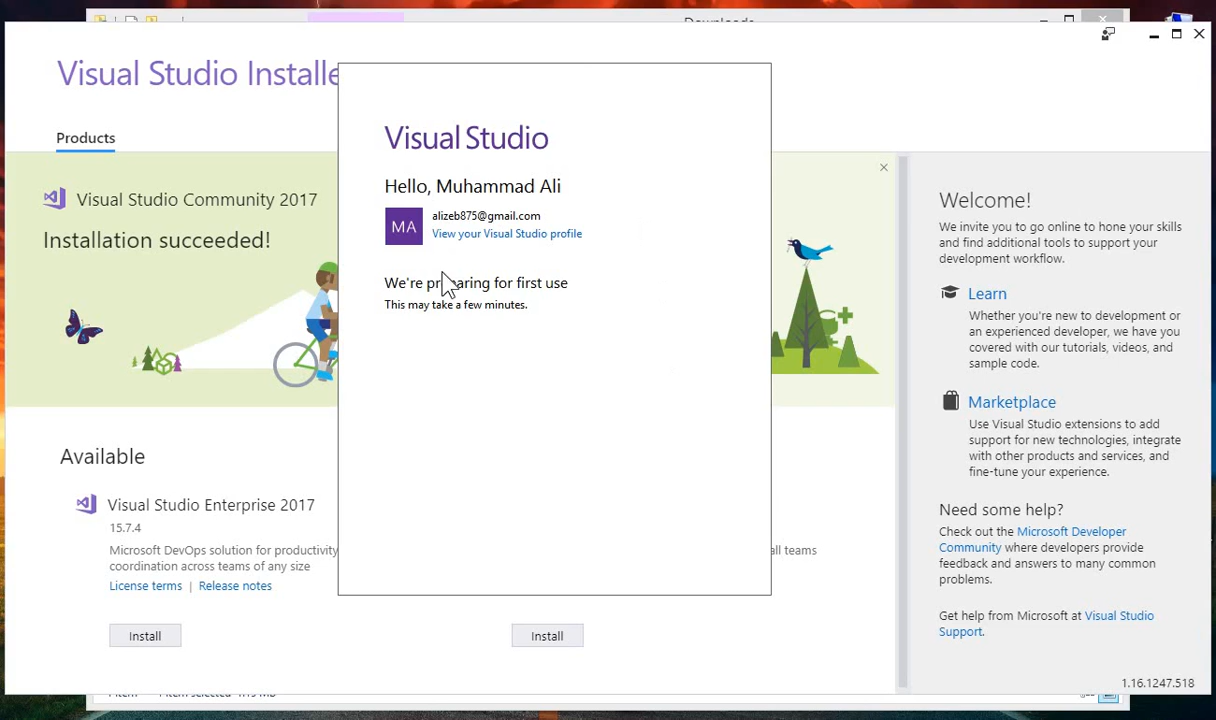 Downloads
Visual Studio Installe
Products
Visual Studio Community 2017
Installation succeeded!
Available
Visual Studio Enterprise 2017
15.7.4
Microsoft DevOps solution for productivity
coordination across teams of any size
License terms | Release notes
Install
Visual Studio
Hello, Muhammad Ali
MA
alizeb875@gmail.com
View your Visual Studio profile
We're preparing for first use
This may take a few minutes.
all teams
Install
Welcome!
We invite you to go online to hone your skills
and find additional tools to support your
development workflow.
Learn
Whether you're new to development or
an experienced developer, we have you
covered with our tutorials, videos, and
sample code.
Marketplace
Use Visual Studio extensions to add
support for new technologies, integrate
with other products and services, and
fine-tune your experience.
Need some help?
Check out the Microsoft Developer
Community where developers provide
feedback and answers to many common
problems.
Get help from Microsoft at Visual Studio
Support.
1.16.1247.518